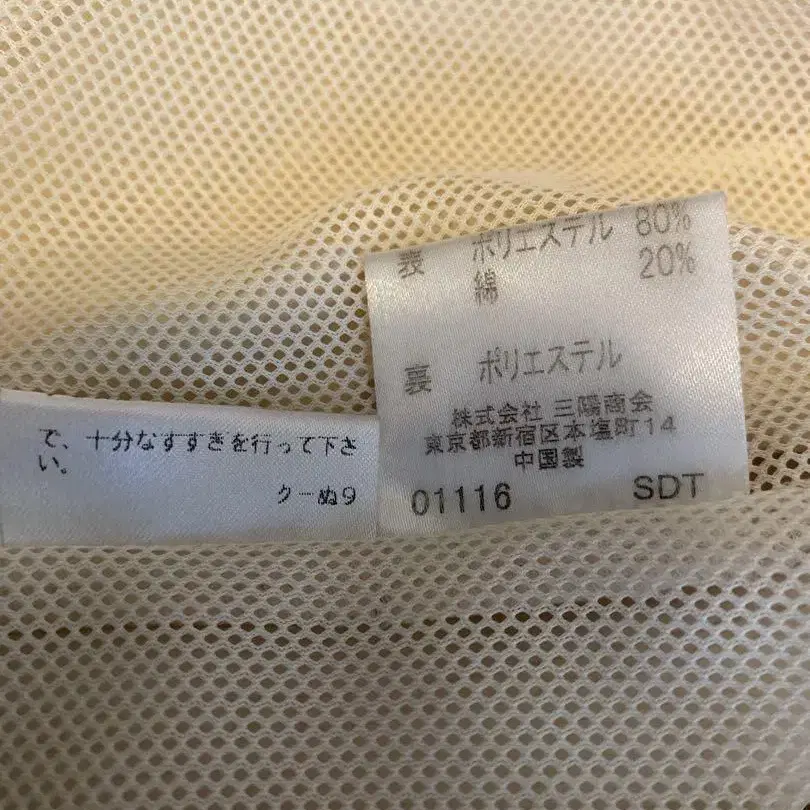 表 ポリエステル 80%
綿 20%
裏 ポリエステル
株式会社 三陽商会
東京都新宿区本塩町14
中国製
01116 SDT
で、十分なすすぎを行って下さ
い。
クーぬ9